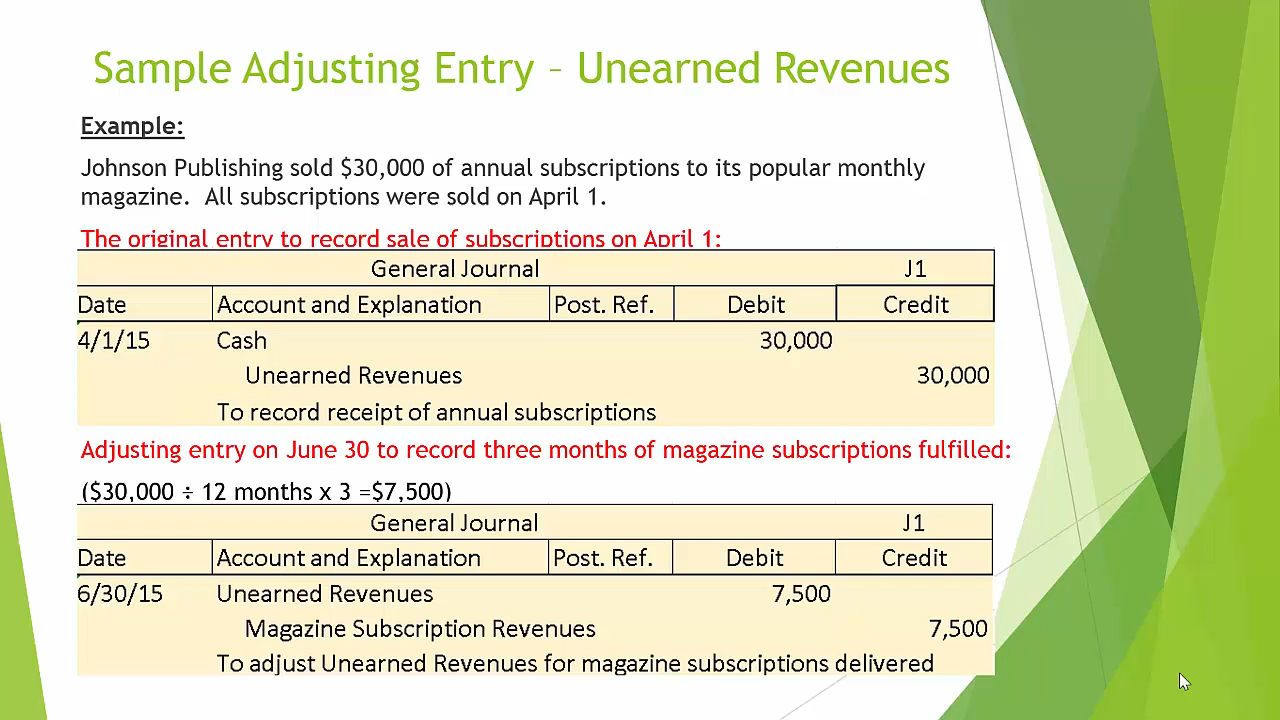 Sample Adjusting Entry – Unearned Revenues
Example:
Johnson Publishing sold $30,000 of annual subscriptions to its popular monthly
magazine.  All subscriptions were sold on April 1.
The original entry to record sale of subscriptions on April 1:
General Journal J1
Date Account and Explanation Post. Ref. Debit Credit
4/1/15 Cash 30,000
Unearned Revenues 30,000
To record receipt of annual subscriptions
Adjusting entry on June 30 to record three months of magazine subscriptions fulfilled:
($30,000 ÷ 12 months x 3 =$7,500)
General Journal J1
Date Account and Explanation Post. Ref. Debit Credit
6/30/15 Unearned Revenues 7,500
Magazine Subscription Revenues 7,500
To adjust Unearned Revenues for magazine subscriptions delivered